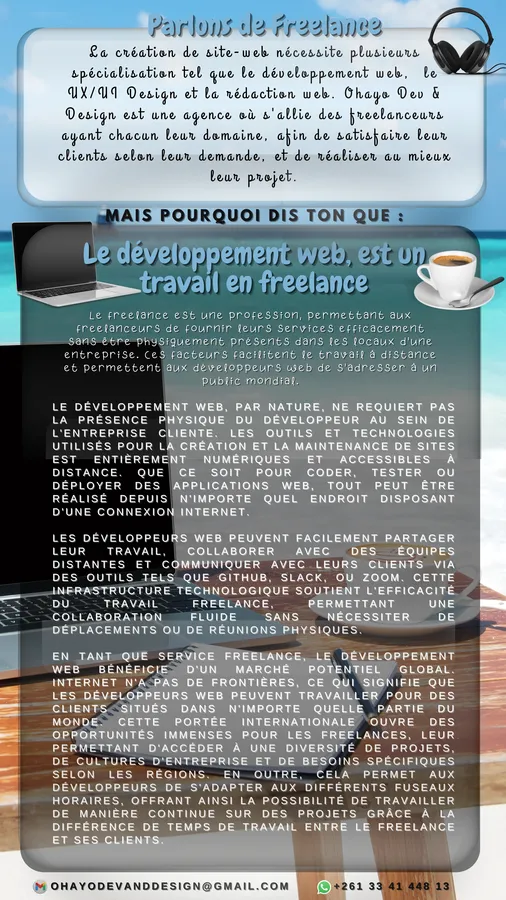 Parlons de Freelance
La création de site-web nécessite plusieurs
spécialisation tel que le développement web, le
UX/UI Design et la rédaction web. Ohayo Dev &
Design est une agence où s'allie des freelanceurs
ayant chacun leur domaine, afin de satisfaire leur
clients selon leur demande, et de réaliser au mieux
leur projet.
MAIS POURQUOI DIS TON QUE :
Le développement web, est un
travail en freelance
Le freelance est une profession, permettant aux
freelanceurs de fournir leurs services efficacement
sans être physiquement présents dans les locaux d'une
entreprise. Ces facteurs facilitent le travail à distance
et permettent aux développeurs web de s'adresser à un
public mondial.
LE DÉVELOPPEMENT WEB, PAR NATURE, NE REQUIERT PAS
LA PRÉSENCE PHYSIQUE DU DÉVELOPPEUR AU SEIN DE
L'ENTREPRISE CLIENTE. LES OUTILS ET TECHNOLOGIES
UTILISÉS POUR LA CRÉATION ET LA MAINTENANCE DE SITES
EST ENTIÈREMENT NUMÉRIQUES ET ACCESSIBLES À
DISTANCE. QUE CE SOIT POUR CODER, TESTER OU
DÉPLOYER DES APPLICATIONS WEB, TOUT PEUT ÊTRE
RÉALISÉ DEPUIS N'IMPORTE QUEL ENDROIT DISPOSANT
D'UNE CONNEXION INTERNET.
LES DÉVELOPPEURS WEB PEUVENT FACILEMENT PARTAGER
LEUR TRAVAIL, COLLABORER AVEC DES ÉQUIPES
DISTANTES ET COMMUNIQUER AVEC LEURS CLIENTS VIA
DES OUTILS TELS QUE GITHUB, SLACK, OU ZOOM. CETTE
INFRASTRUCTURE TECHNOLOGIQUE SOUTIENT L'EFFICACITÉ
DU TRAVAIL FREELANCE, PERMETTANT UNE
COLLABORATION FLUIDE SANS NÉCESSITER DE
DÉPLACEMENTS OU DE RÉUNIONS PHYSIQUES.
EN TANT QUE SERVICE FREELANCE, LE DÉVELOPPEMENT
WEB BÉNÉFICIE D'UN MARCHÉ POTENTIEL GLOBAL.
INTERNET N'A PAS DE FRONTIÈRES, CE QUI SIGNIFIE QUE
LES DÉVELOPPEURS WEB PEUVENT TRAVAILLER POUR DES
CLIENTS SITUÉS DANS N'IMPORTE QUELLE PARTIE DU
MONDE. CETTE PORTÉE INTERNATIONALE OUVRE DES
OPPORTUNITÉS IMMENSES POUR LES FREELANCES, LEUR
PERMETTANT D'ACCÉDER À UNE DIVERSITÉ DE PROJETS,
DE CULTURES D'ENTREPRISE ET DE BESOINS SPÉCIFIQUES
SELON LES RÉGIONS. EN OUTRE, CELA PERMET AUX
DÉVELOPPEURS DE S'ADAPTER AUX DIFFÉRENTS FUSEAUX
HORAIRES, OFFRANT AINSI LA POSSIBILITÉ DE TRAVAILLER
DE MANIÈRE CONTINUE SUR DES PROJETS GRÂCE À LA
DIFFÉRENCE DE TEMPS DE TRAVAIL ENTRE LE FREELANCE
ET SES CLIENTS.
OHAYODEVANDDESIGN@GMAIL.COM +261 33 41 448 13